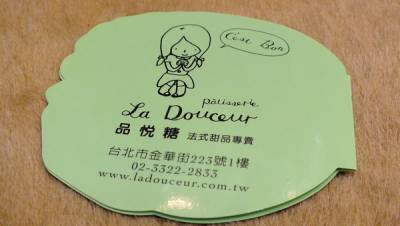 C'est Bon
pâtisserie
La Douceur
品悅糖 法式甜品專賣
台北市金華街223號1樓
02-3322-2833
www.ladouceur.com.tw